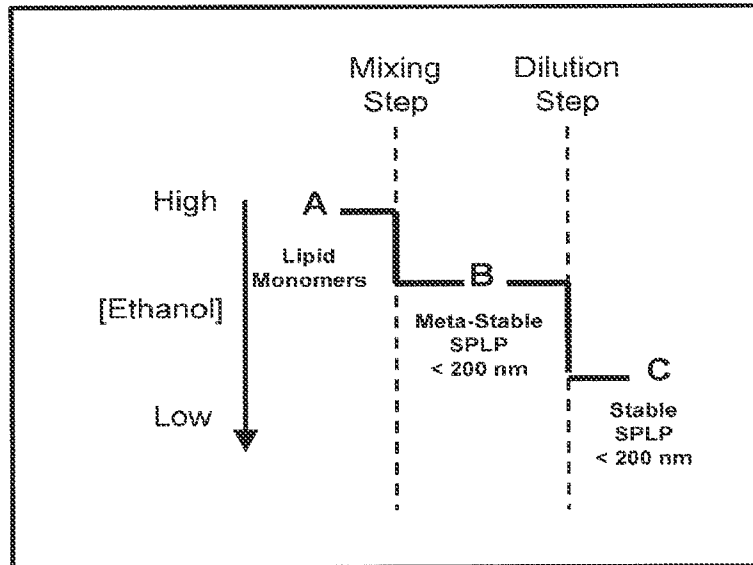 Mixing
Step
Dilution
Step
High
[Ethanol]
Low
A
Lipid
Monomers
B
Meta-Stable
SPLP
< 200 nm
C
Stable
SPLP
< 200 nm